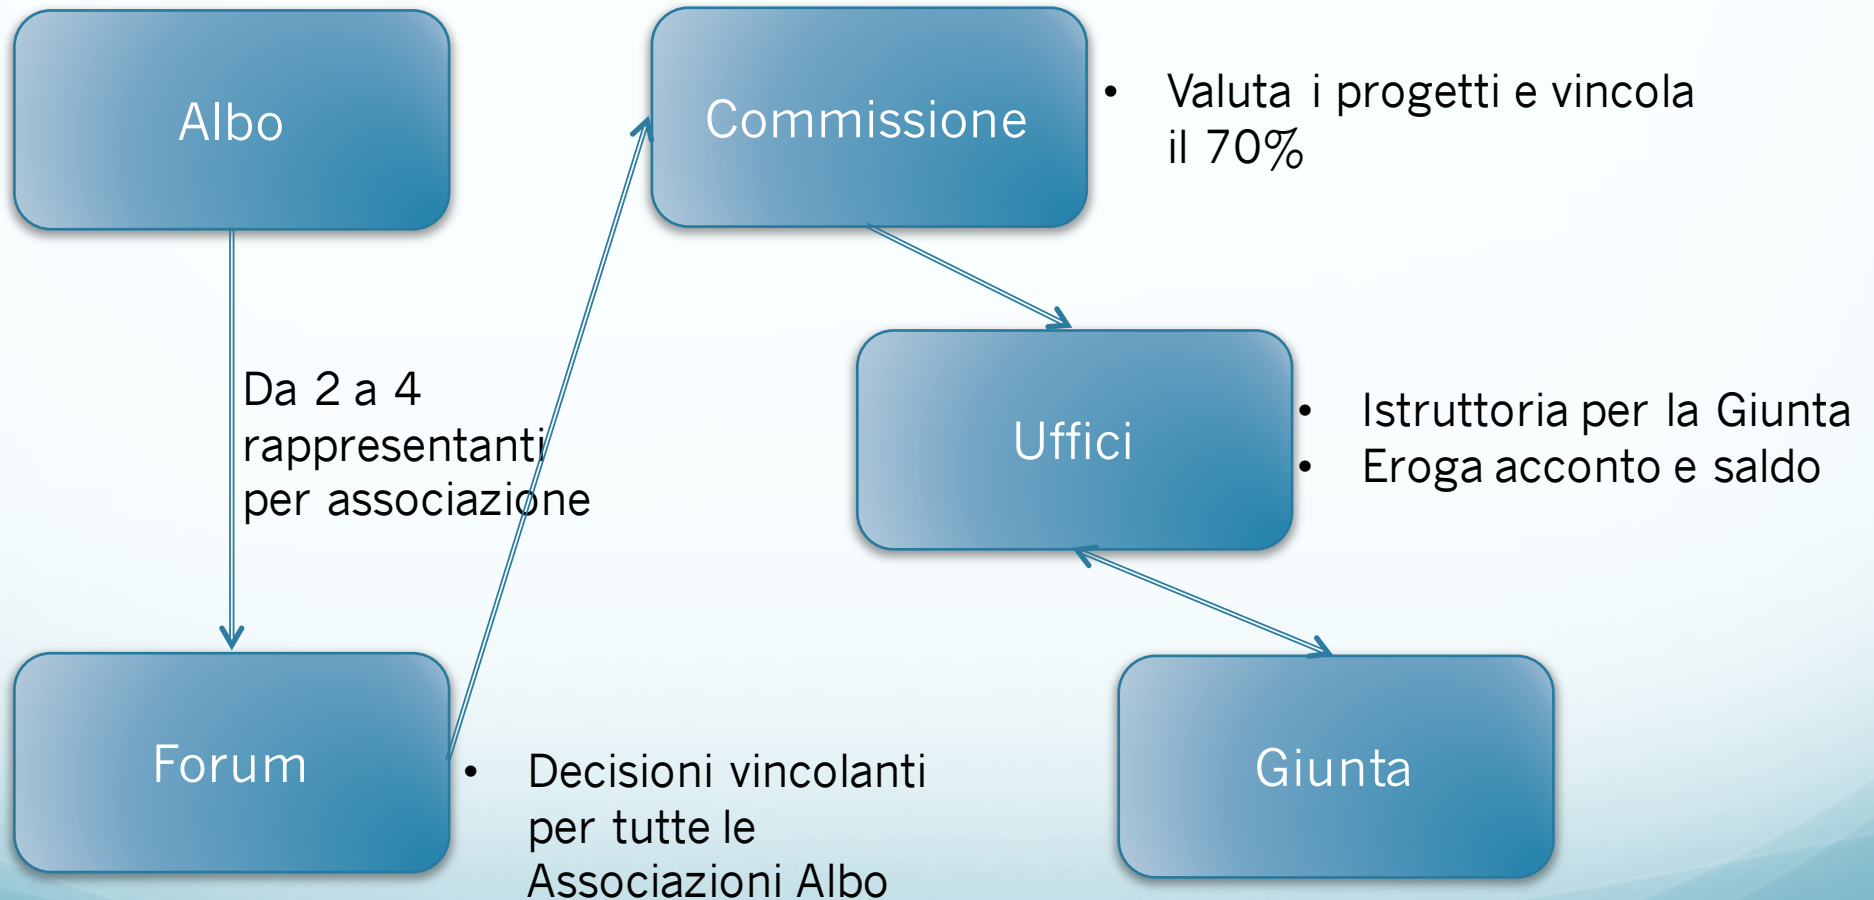 Albo
Commissione
• Valuta i progetti e vincola
il 70%
Da 2 a 4
rappresentanti
per associazione
Uffici
• Istruttoria per la Giunta
• Eroga acconto e saldo
Forum
• Decisioni vincolanti
per tutte le
Associazioni Albo
Giunta